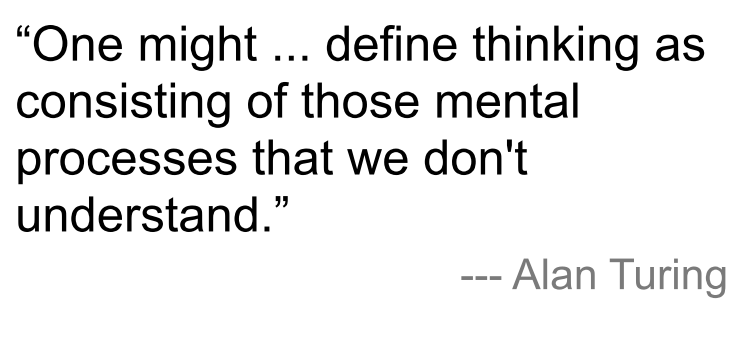 “One might ... define thinking as
consisting of those mental
processes that we don't
understand.”
--- Alan Turing